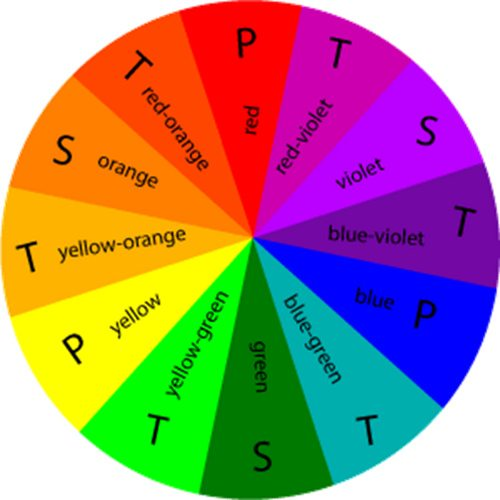 P
red
T
red-violet
S
violet
T
blue-violet
P
blue
T
blue-green
S
green
T
yellow-green
P
yellow
T
yellow-orange
S
orange
T
red-orange